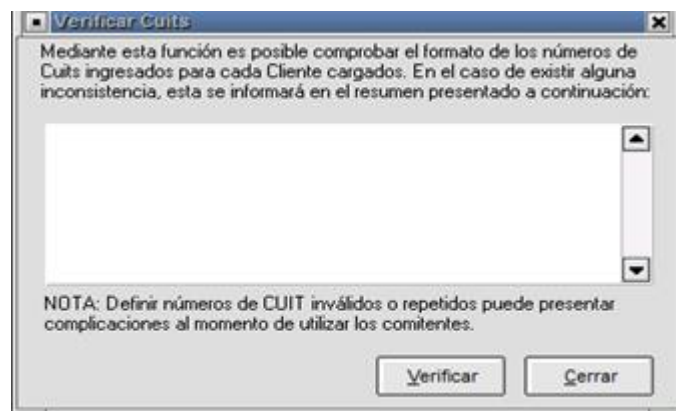 Verificar Cuits
Mediante esta función es posible comprobar el formato de los números de
Cuits ingresados para cada Cliente cargados. En el caso de existir alguna
inconsistencia, esta se informará en el resumen presentado a continuación:
NOTA: Definir números de CUIT inválidos o repetidos puede presentar
complicaciones al momento de utilizar los comitentes.
Verificar
Cerrar